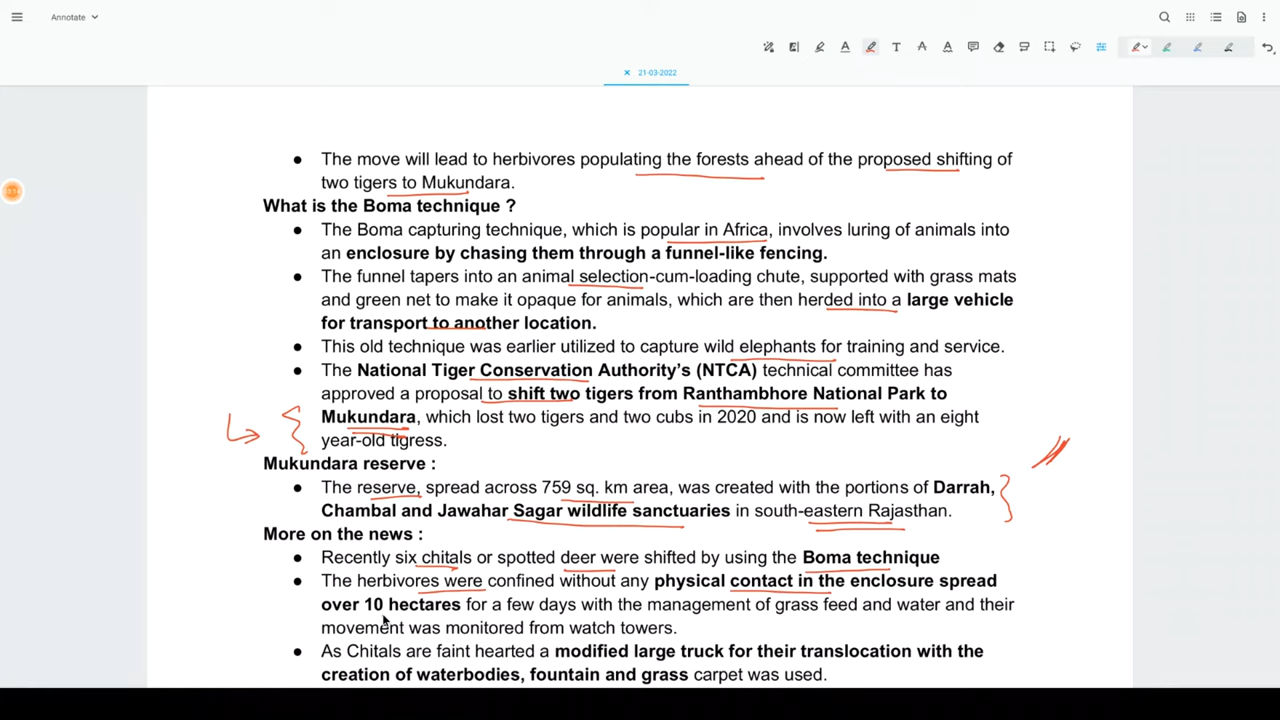 Annotate
21-03-2022
● The move will lead to herbivores populating the forests ahead of the proposed shifting of
two tigers to Mukundara.
What is the Boma technique ?
● The Boma capturing technique, which is popular in Africa, involves luring of animals into
an enclosure by chasing them through a funnel-like fencing.
● The funnel tapers into an animal selection-cum-loading chute, supported with grass mats
and green net to make it opaque for animals, which are then herded into a large vehicle
for transport to another location.
● This old technique was earlier utilized to capture wild elephants for training and service.
● The National Tiger Conservation Authority's (NTCA) technical committee has
approved a proposal to shift two tigers from Ranthambhore National Park to
Mukundara, which lost two tigers and two cubs in 2020 and is now left with an eight
year-old tigress.
Mukundara reserve :
● The reserve, spread across 759 sq. km area, was created with the portions of Darrah,
Chambal and Jawahar Sagar wildlife sanctuaries in south-eastern Rajasthan.
More on the news :
● Recently six chitals or spotted deer were shifted by using the Boma technique
● The herbivores were confined without any physical contact in the enclosure spread
over 10 hectares for a few days with the management of grass feed and water and their
movement was monitored from watch towers.
● As Chitals are faint hearted a modified large truck for their translocation with the
creation of waterbodies, fountain and grass carpet was used.